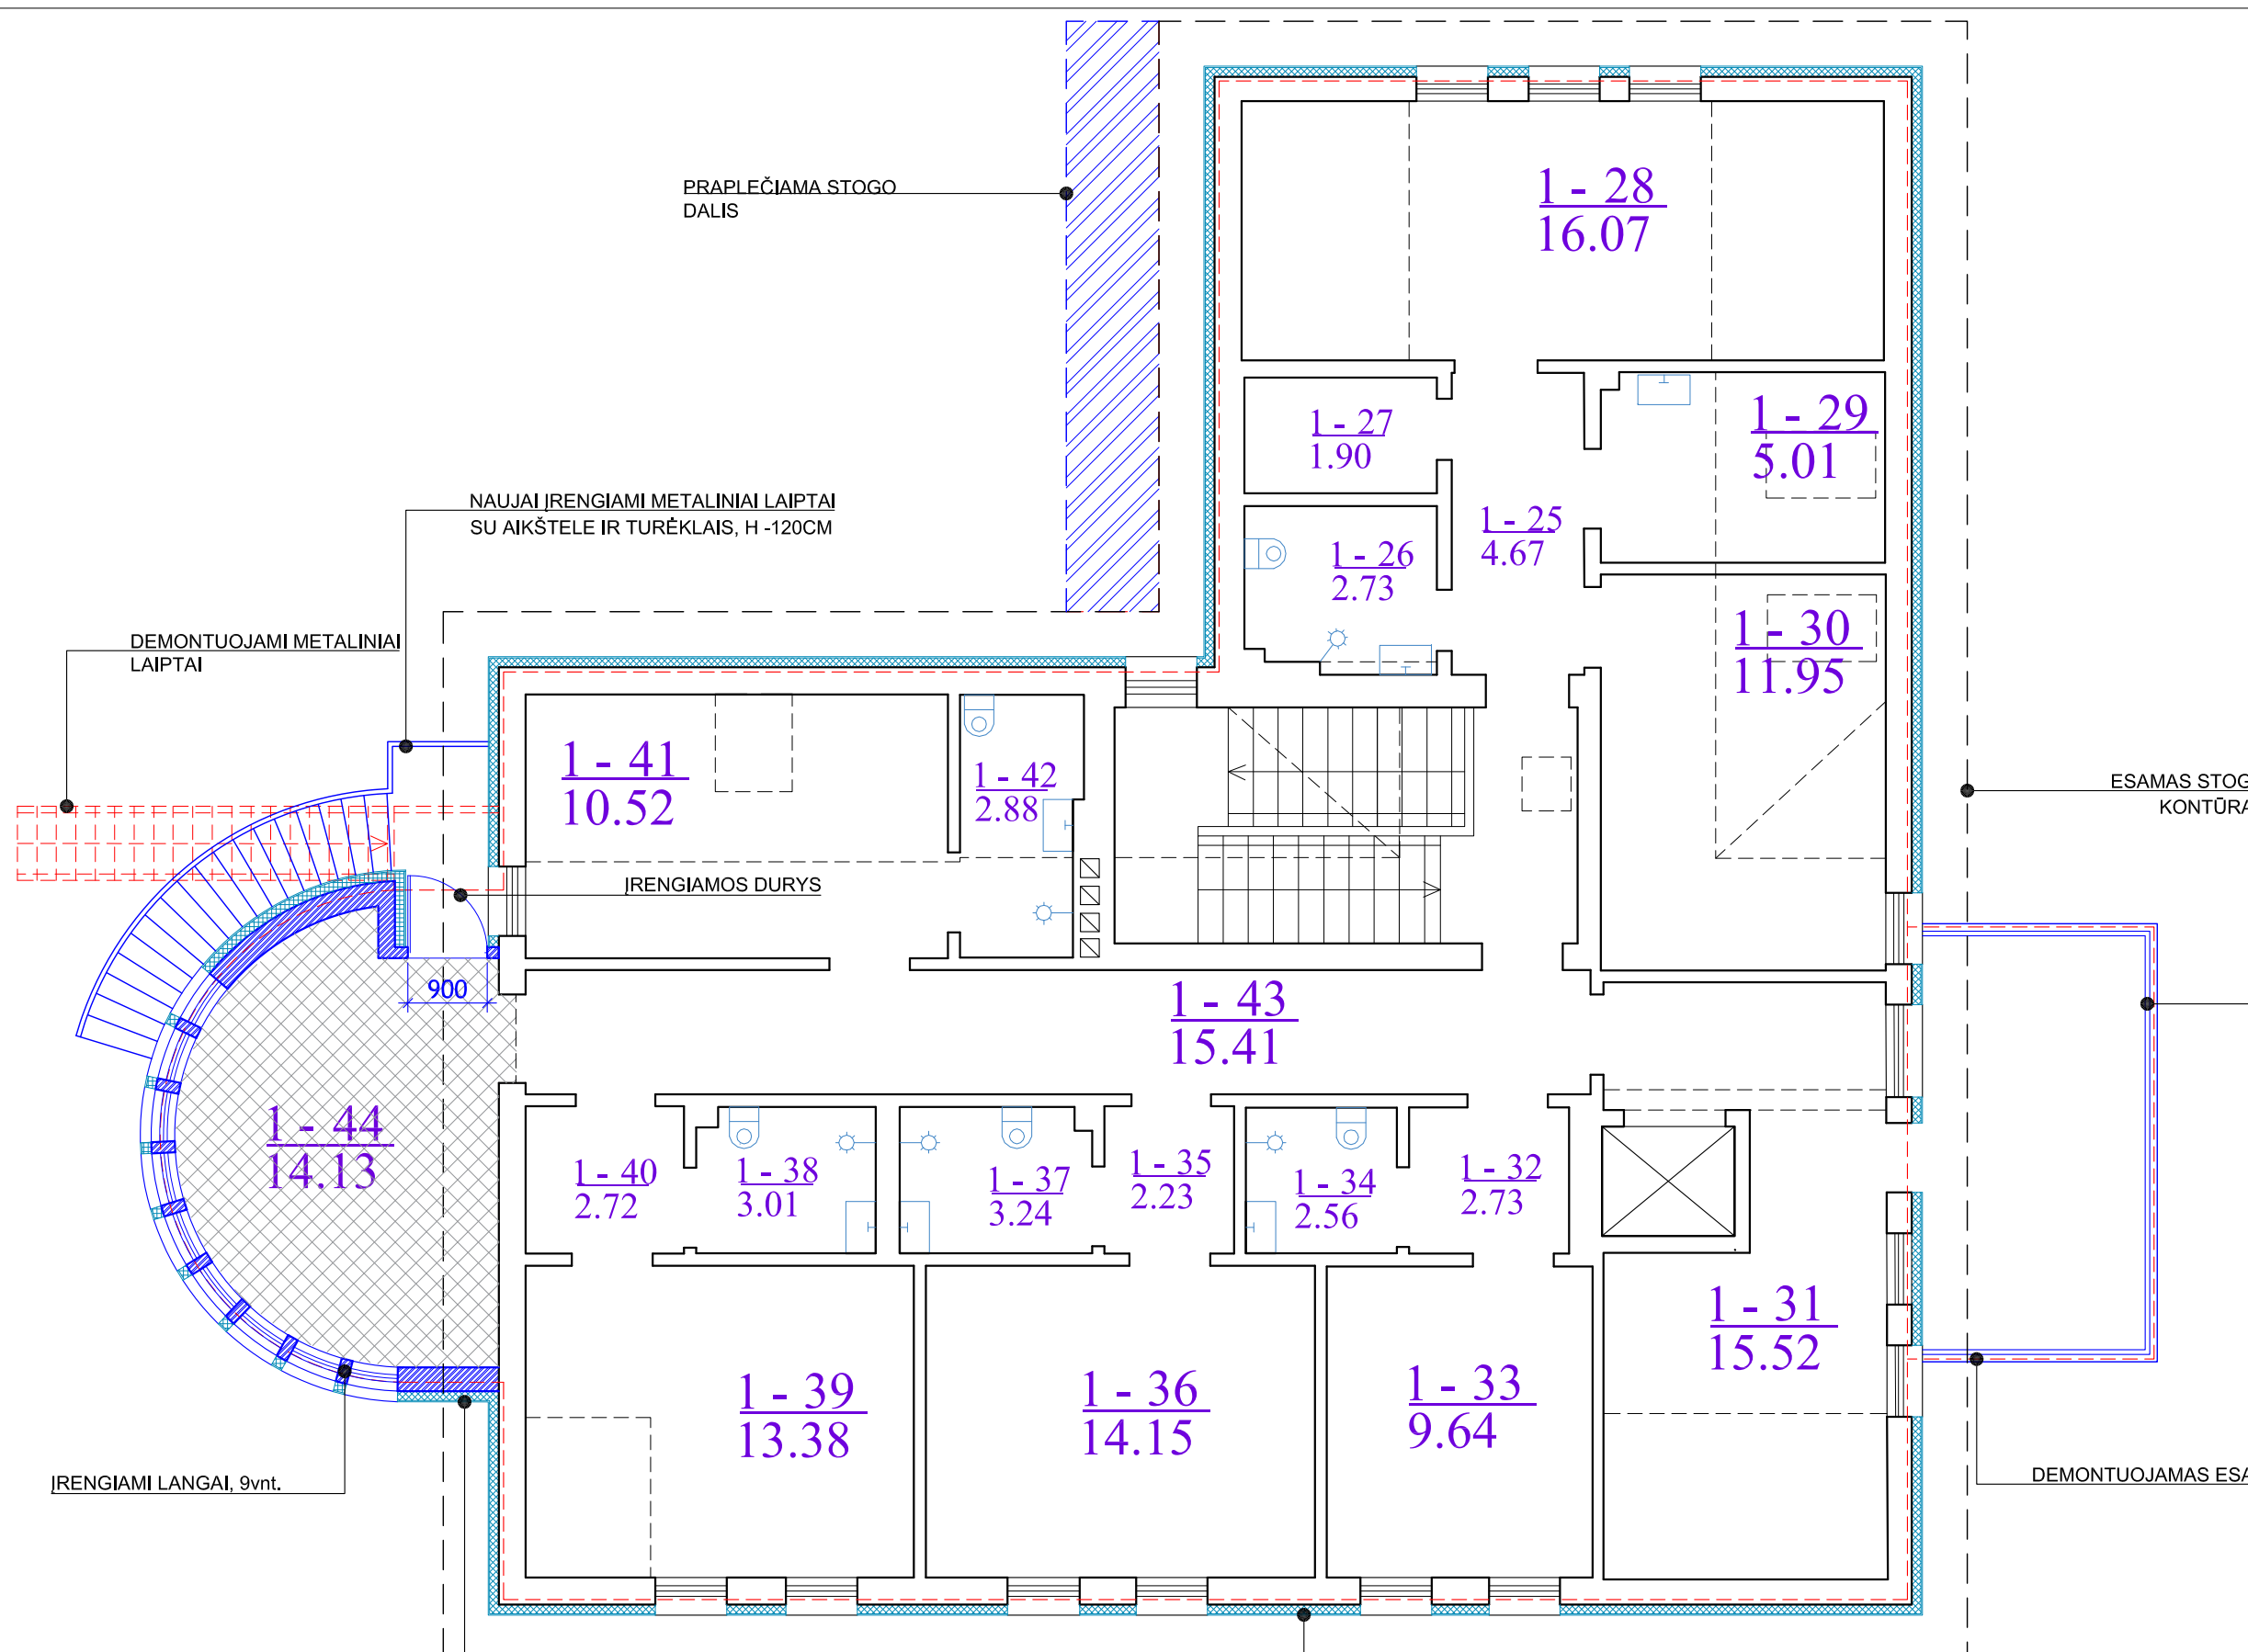 PRAPLEČIAMA STOGO
DALIS
1 - 28
16.07
1 - 27
1.90
1 - 29
5.01
NAUJAI ĮRENGIAMI METALINIAI LAIPTAI
SU AIKŠTELE IR TURĖKLAIS, H -120CM
1 - 25
4.67
1 - 26
2.73
DEMONTUOJAMI METALINIAI
LAIPTAI
1 - 30
11.95
1 - 41
10.52
1 - 42
2.88
ESAMAS STOG
KONTŪRA
ĮRENGIAMOS DURYS
900
1 - 43
15.41
1 - 44
14.13
1 - 40
2.72
1 - 38
3.01
1 - 37
3.24
1 - 35
2.23
1 - 34
2.56
1 - 32
2.73
1 - 31
15.52
1 - 39
13.38
1 - 36
14.15
1 - 33
9.64
ĮRENGIAMI LANGAI, 9vnt.
DEMONTUOJAMAS ESA